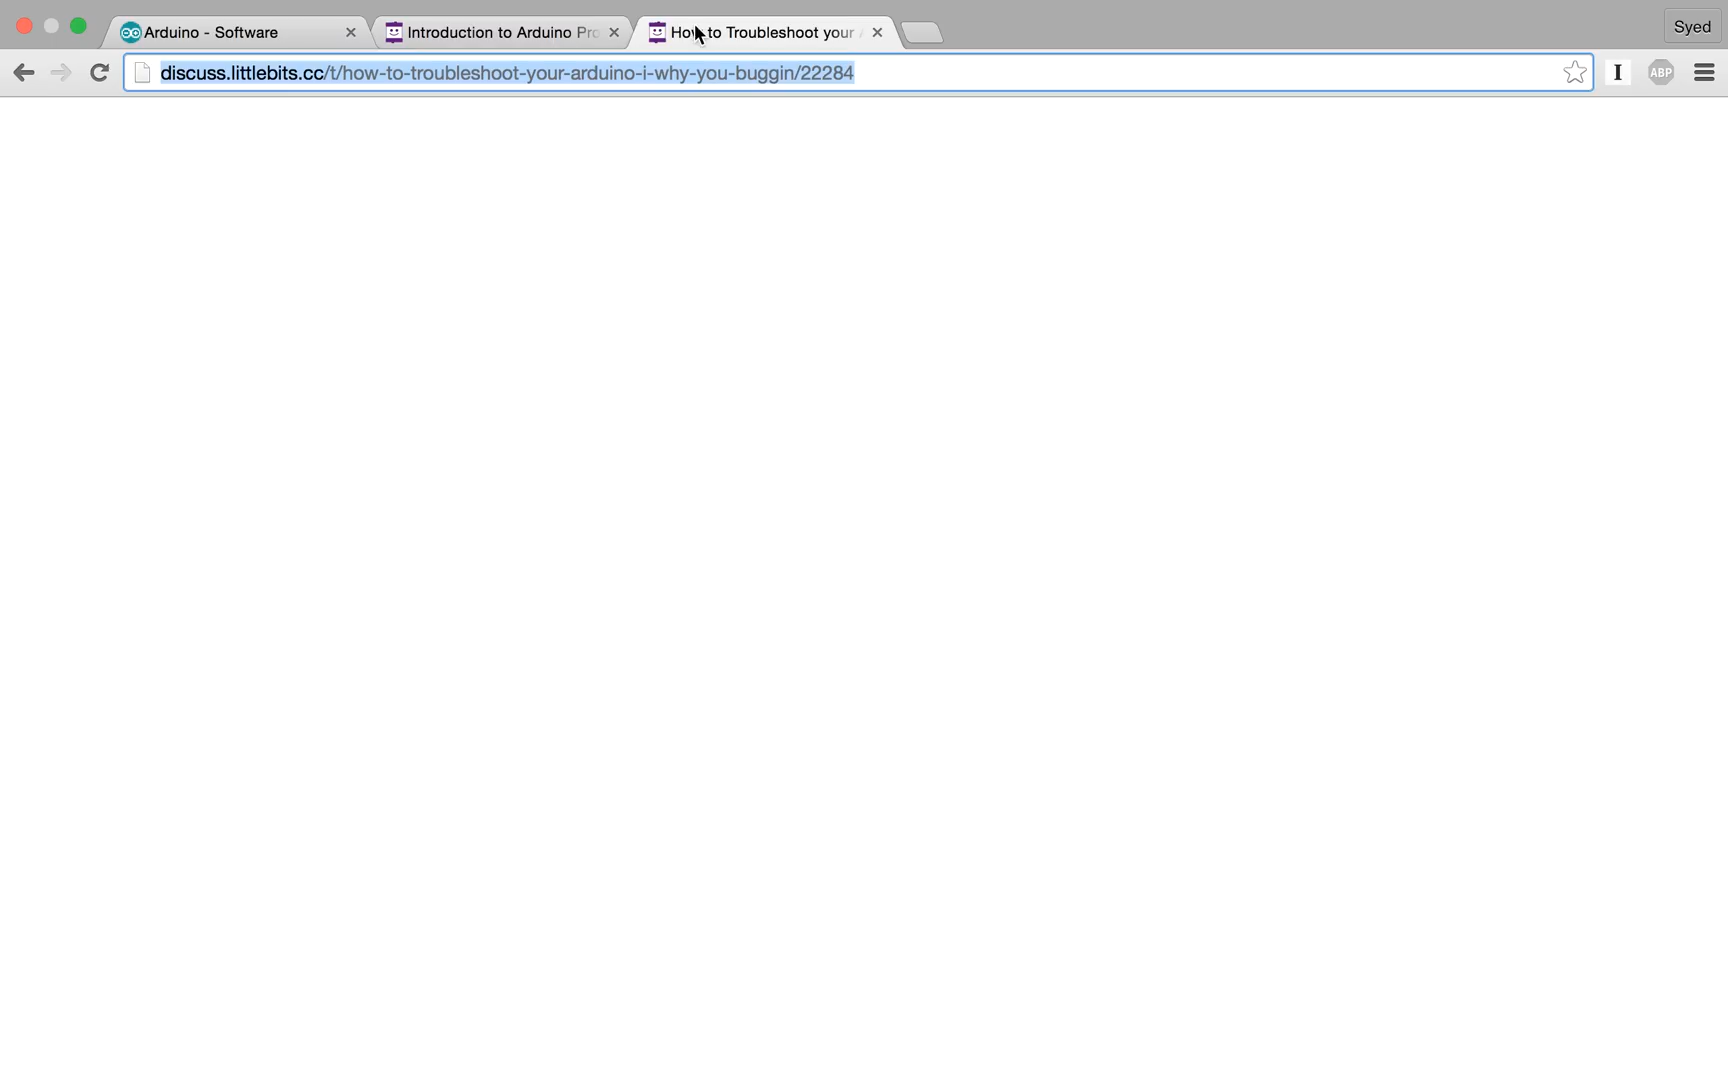 Arduino - Software
Introduction to Arduino Pro
How to Troubleshoot your
Syed
discuss.littlebits.cc/t/how-to-troubleshoot-your-arduino-i-why-you-buggin/22284
I
ABP